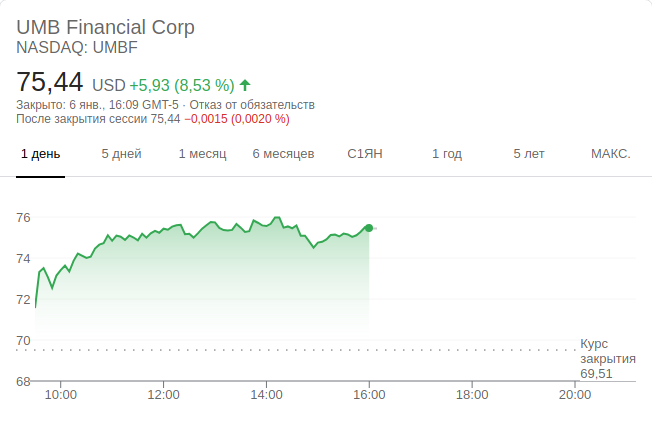 UMB Financial Corp
NASDAQ: UMBF
75,44 USD +5,93 (8,53 %)
Закрыто: 6 янв., 16:09 GMT-5 · Отказ от обязательств
После закрытия сессии 75,44 −0,0015 (0,0020 %)
1 день 5 дней 1 месяц 6 месяцев С1ЯН 1 год 5 лет МАКС.
76
74
72
70
Курс
закрытия
69,51
68
10:00 12:00 14:00 16:00 18:00 20:00